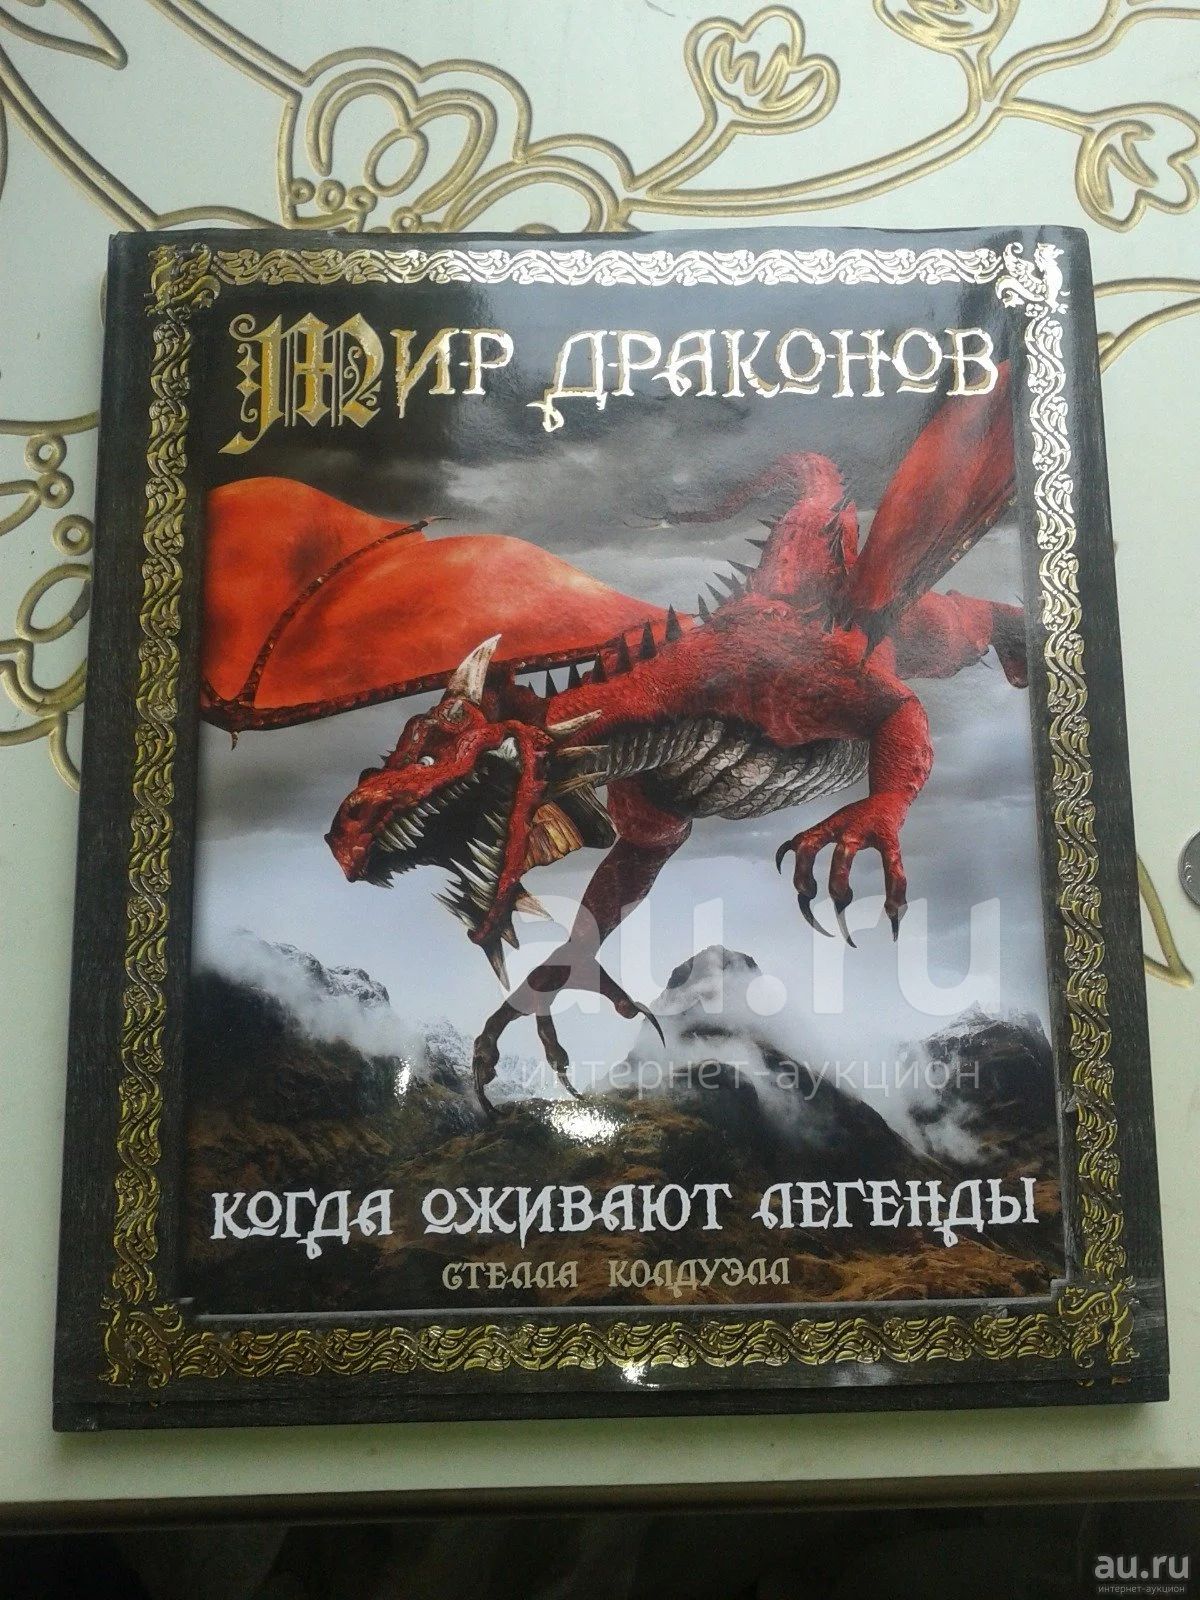 Мир драконов
au.ru
интернет-аукцион
когда оживают легенды
Стелла Колдуэлл
au.ru
интернет-аукцион